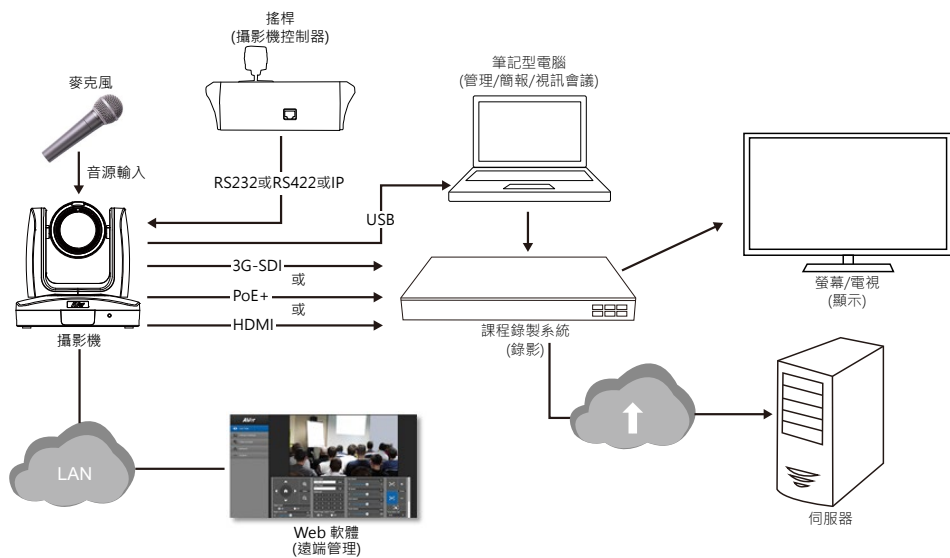 搖桿
(攝影機控制器)
筆記型電腦
(管理/簡報/視訊會議)
麥克風
音源輸入
RS232或RS422或IP
USB
3G-SDI
或
PoE+
或
HDMI
AVer
攝影機
課程錄製系統
(錄影)
螢幕/電視
(顯示)
LAN
AVer
Web 軟體
(遠端管理)
伺服器